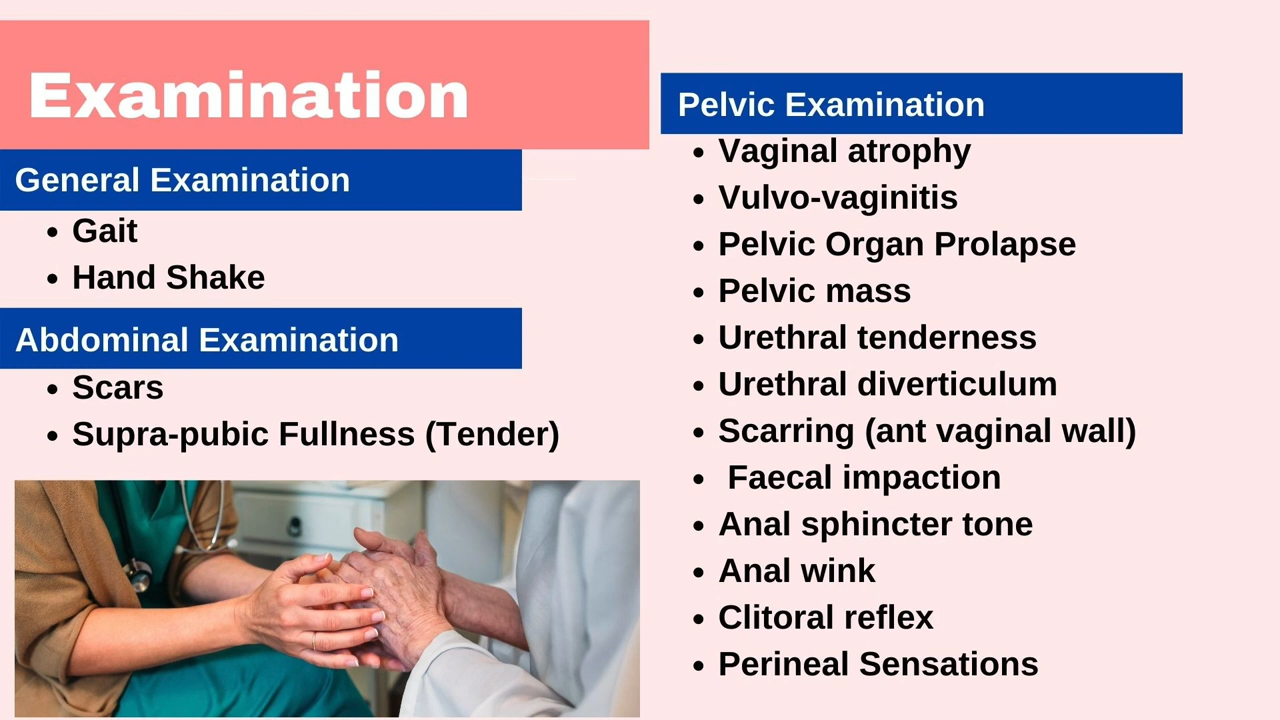 Examination
General Examination
• Gait
• Hand Shake
Abdominal Examination
• Scars
• Supra-pubic Fullness (Tender)
Pelvic Examination
• Vaginal atrophy
• Vulvo-vaginitis
• Pelvic Organ Prolapse
• Pelvic mass
• Urethral tenderness
• Urethral diverticulum
• Scarring (ant vaginal wall)
• Faecal impaction
• Anal sphincter tone
• Anal wink
• Clitoral reflex
• Perineal Sensations